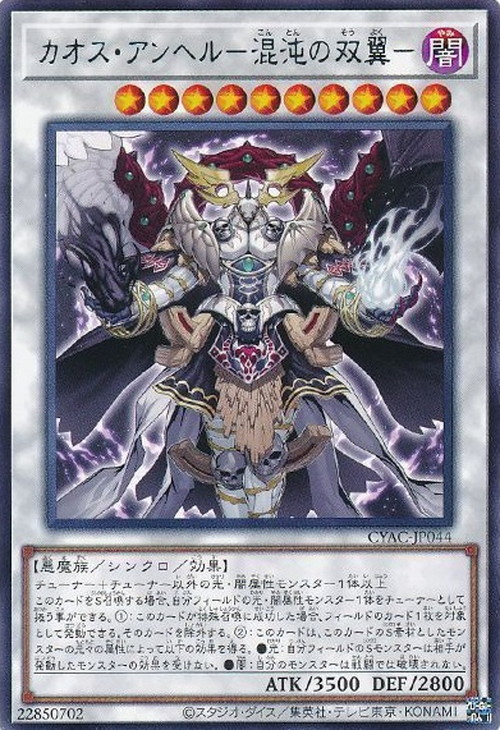 カオス・アンヘルー混沌の双翼ー
闇
CYAC-JP044
【悪魔族／シンクロ／効果】
チューナー＋チューナー以外の光・闇属性モンスター１体以上
このカードをS召喚する場合、自分フィールドの光・闇属性モンスター１体をチューナーとして
扱う事ができる。①：このカードが特殊召喚に成功した場合、フィールドのカード１枚を対象
として発動できる。そのカードを除外する。②：このカードは、このカードのS素材としたモン
スターの元々の属性によって以下の効果を得る。●光：自分フィールドのSモンスターは相手が
発動したモンスターの効果を受けない。●闇：自分のモンスターは戦闘では破壊されない。
ATK/3500 DEF/2800
22850702
©スタジオ・ダイス／集英社・テレビ東京・KONAMI